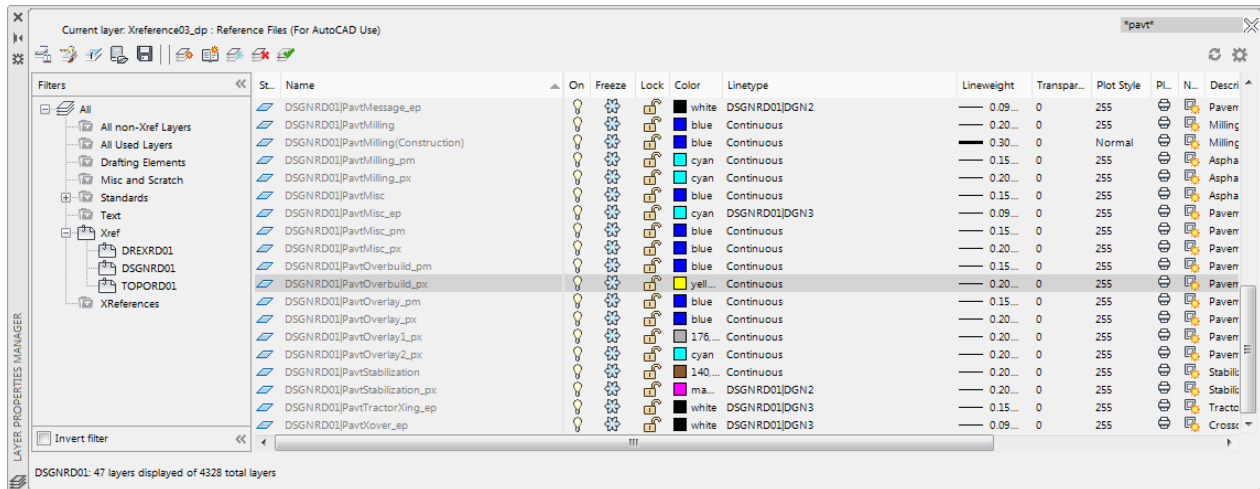 Current layer: Xreference03_dp : Reference Files (For AutoCAD Use)
*pavt*
Filters
St... Name On Freeze Lock Color Linetype Lineweight Transpar... Plot Style Pl... N... Descri
All
All non-Xref Layers
All Used Layers
Drafting Elements
Misc and Scratch
Standards
Text
Xref
DREXRD01
DSGNRD01
TOPORD01
XReferences
DSGNRD01|PavtMessage_ep white DSGNRD01|DGN2 0.09... 0 255 Pavem
DSGNRD01|PavtMilling blue Continuous 0.20... 0 255 Milling
DSGNRD01|PavtMilling(Construction) blue Continuous 0.30... 0 Normal Milling
DSGNRD01|PavtMilling_pm cyan Continuous 0.15... 0 255 Aspha
DSGNRD01|PavtMilling_px cyan Continuous 0.20... 0 255 Aspha
DSGNRD01|PavtMisc blue Continuous 0.15... 0 255 Aspha
DSGNRD01|PavtMisc_ep cyan DSGNRD01|DGN3 0.09... 0 255 Pavem
DSGNRD01|PavtMisc_pm blue Continuous 0.15... 0 255 Pavem
DSGNRD01|PavtMisc_px blue Continuous 0.20... 0 255 Pavem
DSGNRD01|PavtOverbuild_pm blue Continuous 0.15... 0 255 Pavem
DSGNRD01|PavtOverbuild_px yell... Continuous 0.20... 0 255 Pavem
DSGNRD01|PavtOverlay_pm blue Continuous 0.15... 0 255 Pavem
DSGNRD01|PavtOverlay_px blue Continuous 0.20... 0 255 Pavem
DSGNRD01|PavtOverlay1_px 176,... Continuous 0.20... 0 255 Pavem
DSGNRD01|PavtOverlay2_px cyan Continuous 0.20... 0 255 Pavem
DSGNRD01|PavtStabilization 140,... Continuous 0.20... 0 255 Stabiliz
DSGNRD01|PavtStabilization_px ma... DSGNRD01|DGN2 0.20... 0 255 Stabiliz
DSGNRD01|PavtTractorXing_ep white DSGNRD01|DGN3 0.15... 0 255 Tracto
DSGNRD01|PavtXover_ep white DSGNRD01|DGN3 0.09... 0 255 Crossc
Invert filter
LAYER PROPERTIES MANAGER
DSGNRD01: 47 layers displayed of 4328 total layers